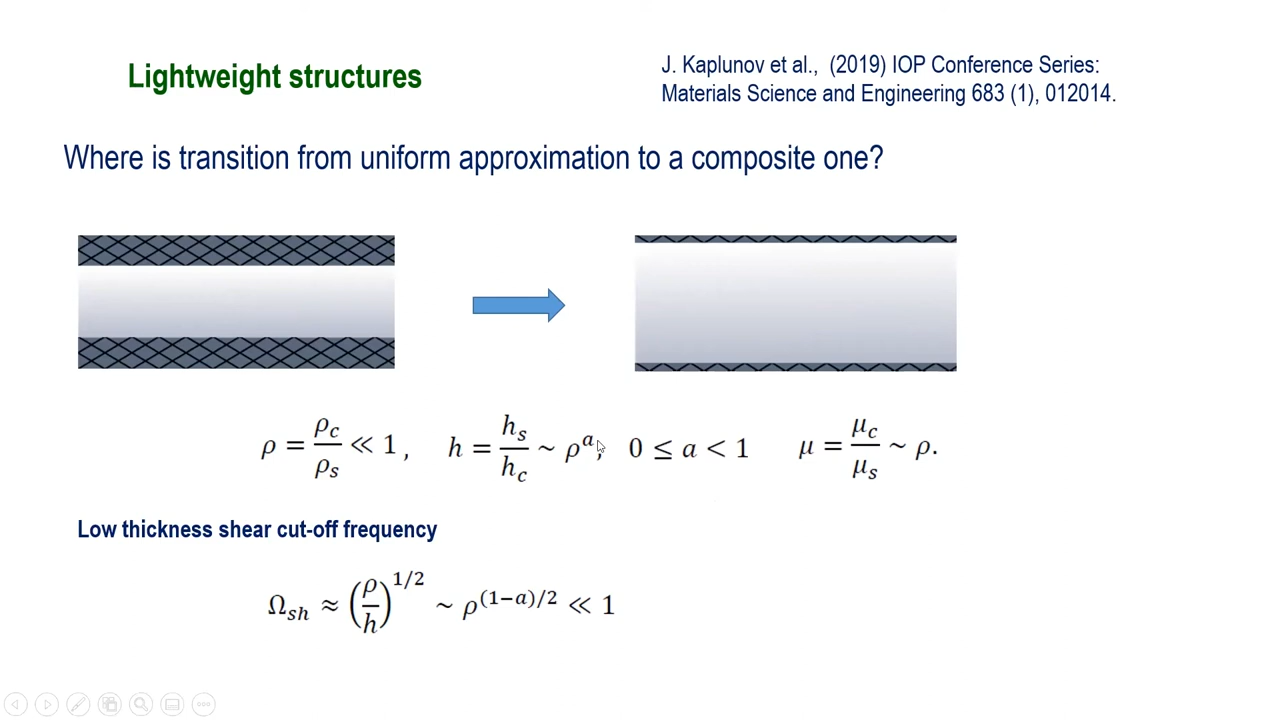 Lightweight structures
J. Kaplunov et al., (2019) IOP Conference Series:
Materials Science and Engineering 683 (1), 012014.
Where is transition from uniform approximation to a composite one?
ρ = ρ_c/ρ_s ≪ 1, h = h_s/h_c ~ ρ^a, 0 ≤ a < 1 μ = μ_c/μ_s ~ ρ.
Low thickness shear cut-off frequency
Ω_sh ≈ (ρ/h)^{1/2} ~ ρ^{(1−a)/2} ≪ 1